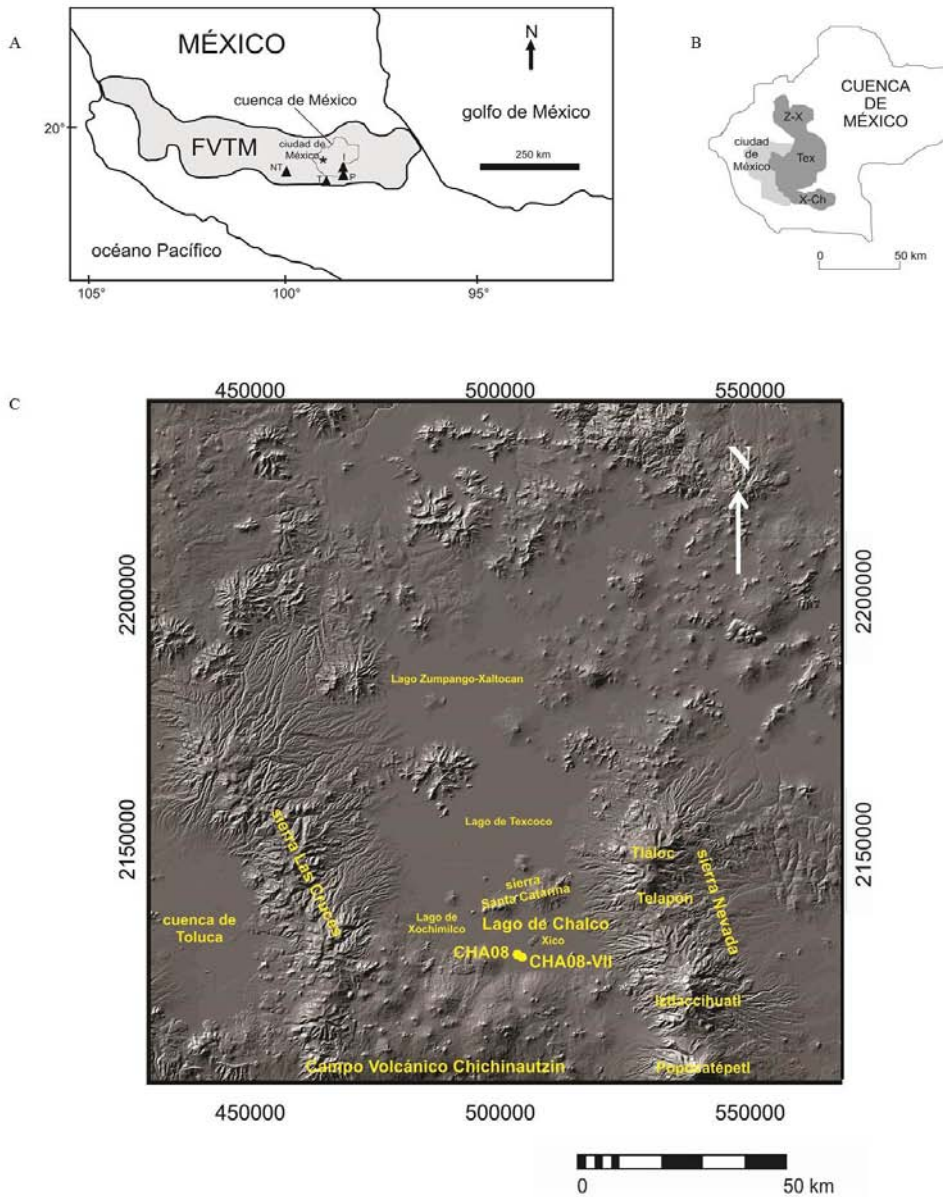 A
MÉXICO
N
cuenca de México
golfo de México
20°
FVTM
ciudad de
México
NT
T
I
P
250 km
océano Pacífico
105°
100°
95°
B
CUENCA
DE
MÉXICO
Z-X
ciudad
de
México
Tex
X-Ch
0
50 km
C
450000
500000
550000
N
2200000
2200000
Lago Zumpango-Xaltocan
Lago de Texcoco
2150000
2150000
sierra Las Cruces
Tláloc
sierra Nevada
sierra
Santa Catarina
Telapón
cuenca de
Toluca
Lago de
Xochimilco
Lago de Chalco
Xico
CHA08
CHA08-VII
Iztlaccihuatl
Campo Volcánico Chichinautzin
Popocatépetl
450000
500000
550000
0
50 km